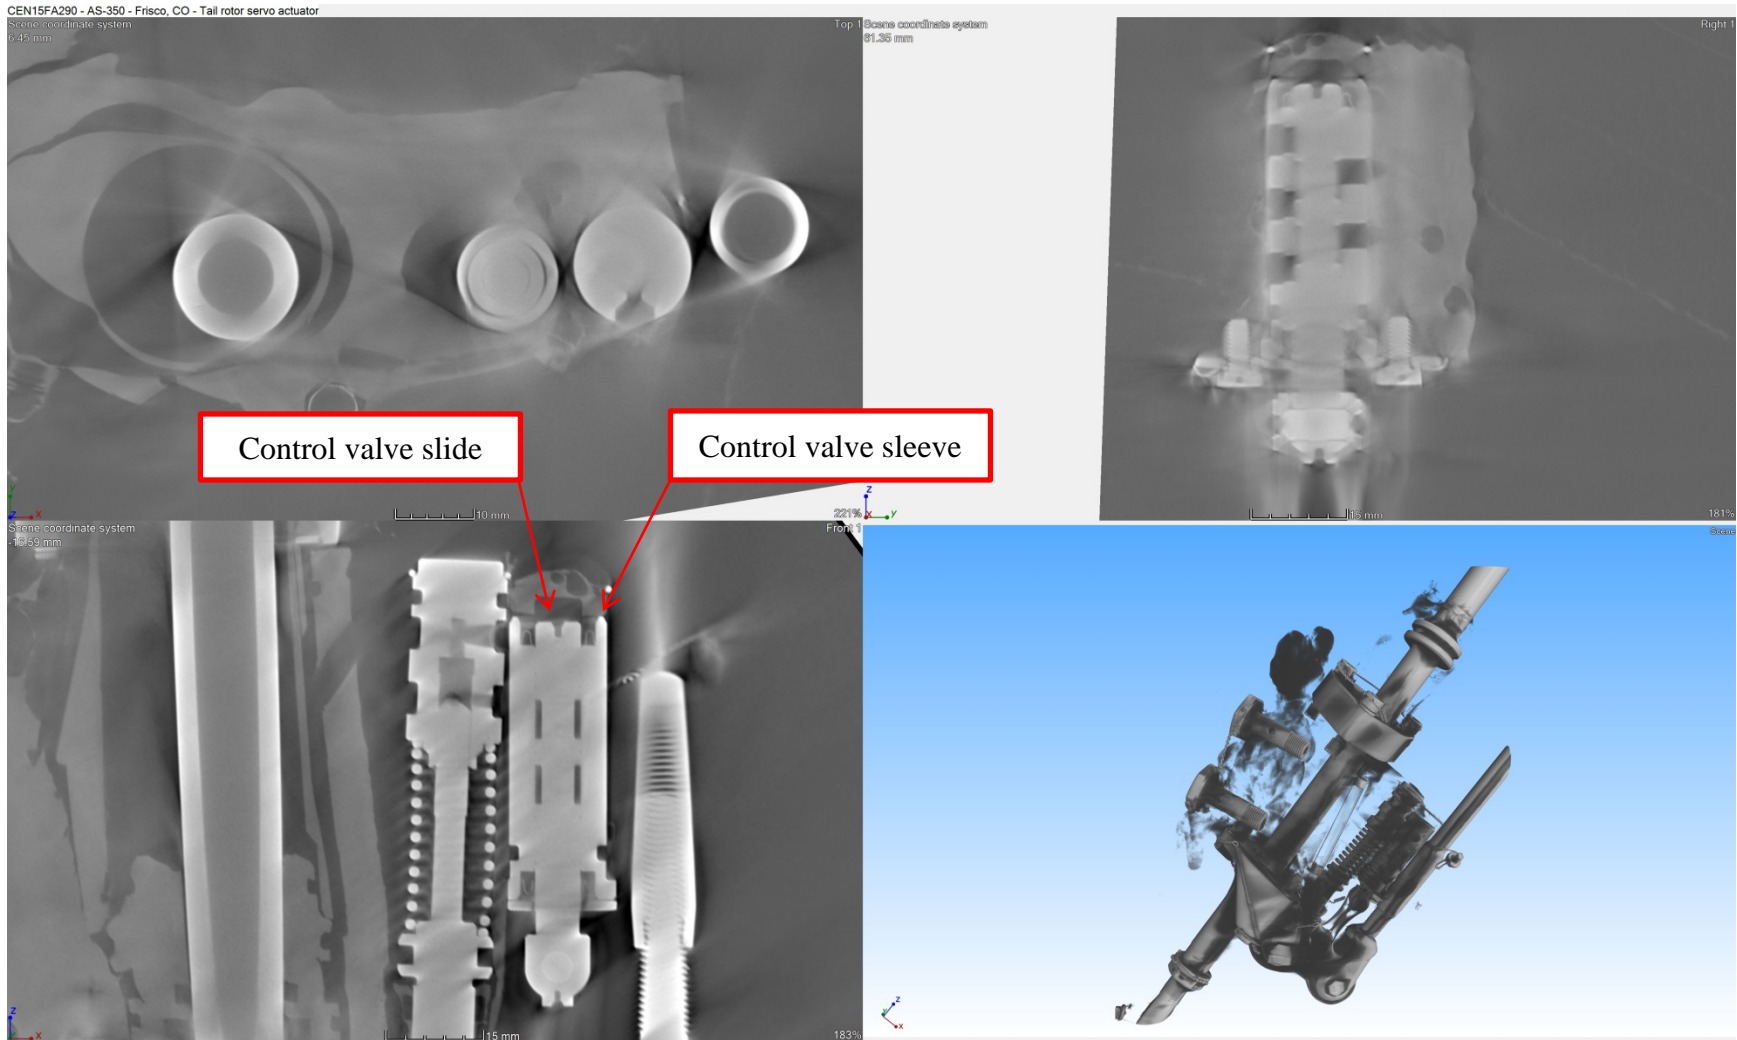 CEN15FA290 - AS-350 - Frisco, CO - Tail rotor servo actuator
Scene coordinate system
6.45 mm
Top 1
Scene coordinate system
61.35 mm
Right 1
Control valve slide
Control valve sleeve
y
z x
10 mm
221%
z
x y
15 mm
181%
Scene coordinate system
-15.59 mm
Front 1
Scene
z
x
15 mm
183%
z
x